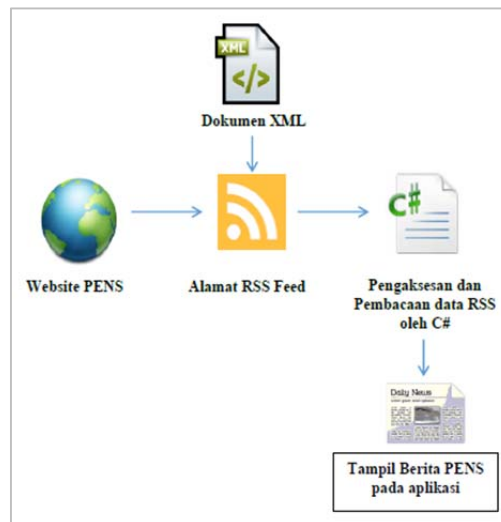 XML
</>
Dokumen XML
Website PENS
Alamat RSS Feed
C#
Pengaksesan dan
Pembacaan data RSS
oleh C#
Daily News
Tampil Berita PENS
pada aplikasi